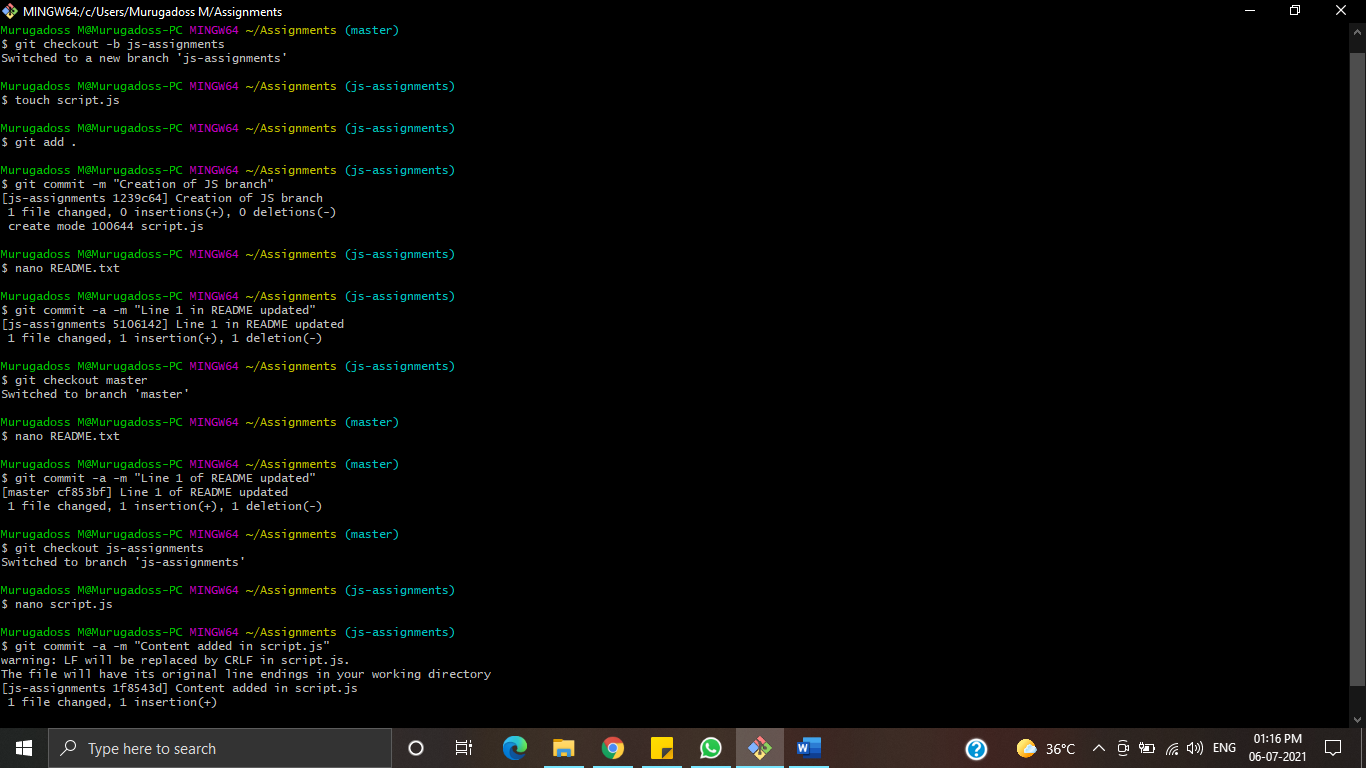 MINGW64:/c/Users/Murugadoss M/Assignments
Murugadoss M@Murugadoss-PC MINGW64 ~/Assignments (master)
$ git checkout -b js-assignments
Switched to a new branch 'js-assignments'
Murugadoss M@Murugadoss-PC MINGW64 ~/Assignments (js-assignments)
$ touch script.js
Murugadoss M@Murugadoss-PC MINGW64 ~/Assignments (js-assignments)
$ git add .
Murugadoss M@Murugadoss-PC MINGW64 ~/Assignments (js-assignments)
$ git commit -m "Creation of JS branch"
[js-assignments 1239c64] Creation of JS branch
 1 file changed, 0 insertions(+), 0 deletions(-)
 create mode 100644 script.js
Murugadoss M@Murugadoss-PC MINGW64 ~/Assignments (js-assignments)
$ nano README.txt
Murugadoss M@Murugadoss-PC MINGW64 ~/Assignments (js-assignments)
$ git commit -a -m "Line 1 in README updated"
[js-assignments 5106142] Line 1 in README updated
 1 file changed, 1 insertion(+), 1 deletion(-)
Murugadoss M@Murugadoss-PC MINGW64 ~/Assignments (js-assignments)
$ git checkout master
Switched to branch 'master'
Murugadoss M@Murugadoss-PC MINGW64 ~/Assignments (master)
$ nano README.txt
Murugadoss M@Murugadoss-PC MINGW64 ~/Assignments (master)
$ git commit -a -m "Line 1 of README updated"
[master cf853bf] Line 1 of README updated
 1 file changed, 1 insertion(+), 1 deletion(-)
Murugadoss M@Murugadoss-PC MINGW64 ~/Assignments (master)
$ git checkout js-assignments
Switched to branch 'js-assignments'
Murugadoss M@Murugadoss-PC MINGW64 ~/Assignments (js-assignments)
$ nano script.js
Murugadoss M@Murugadoss-PC MINGW64 ~/Assignments (js-assignments)
$ git commit -a -m "Content added in script.js"
warning: LF will be replaced by CRLF in script.js.
The file will have its original line endings in your working directory
[js-assignments 1f8543d] Content added in script.js
 1 file changed, 1 insertion(+)
Type here to search
36°C
ENG
01:16 PM
06-07-2021